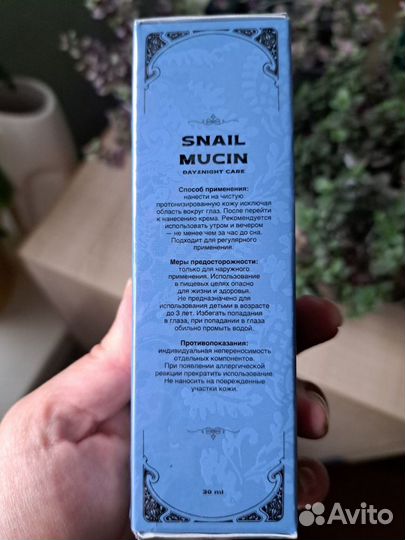 SNAIL
MUCIN
DAY&NIGHT CARE
Способ применения:
нанести на чистую
протонизированную кожу исключая
область вокруг глаз. После перейти
к нанесению крема. Рекомендуется
использовать утром и вечером
— не менее чем за час до сна.
Подходит для регулярного
применения.
Меры предосторожности:
только для наружного
применения. Использование
в пищевых целях опасно
для жизни и здоровья.
Не предназначено для
использования детьми в возрасте
до 3 лет. Избегать попадания
в глаза, при попадании в глаза
обильно промыть водой.
Противопоказания:
индивидуальная непереносимость
отдельных компонентов.
При появлении аллергической
реакции прекратить использование.
Не наносить на поврежденные
участки кожи.
30 ml
Avito